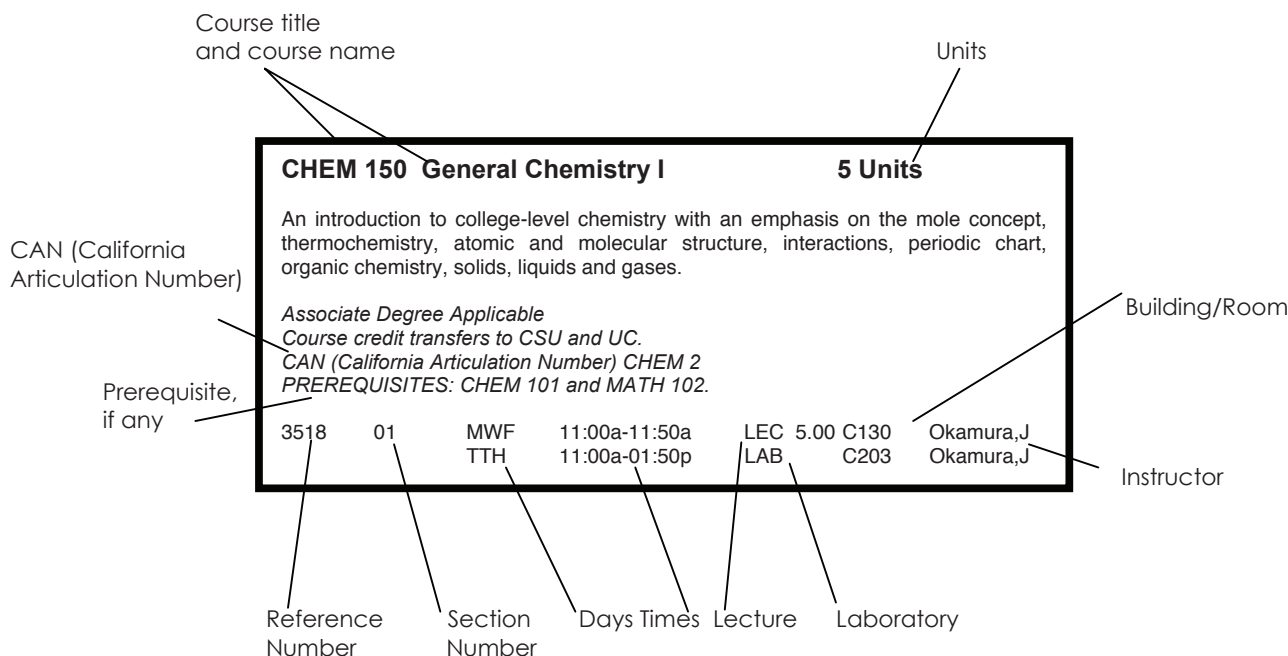 Course title
and course name
Units
CHEM 150  General Chemistry I 5 Units
An introduction to college-level chemistry with an emphasis on the mole concept,
thermochemistry, atomic and molecular structure, interactions, periodic chart,
organic chemistry, solids, liquids and gases.
CAN (California
Articulation Number)
Building/Room
Associate Degree Applicable
Course credit transfers to CSU and UC.
CAN (California Articulation Number) CHEM 2
PREREQUISITES: CHEM 101 and MATH 102.
Prerequisite,
if any
3518 01 MWF 11:00a-11:50a LEC 5.00 C130 Okamura,J
TTH 11:00a-01:50p LAB C203 Okamura,J
Instructor
Reference
Number
Section
Number
Days Times Lecture Laboratory